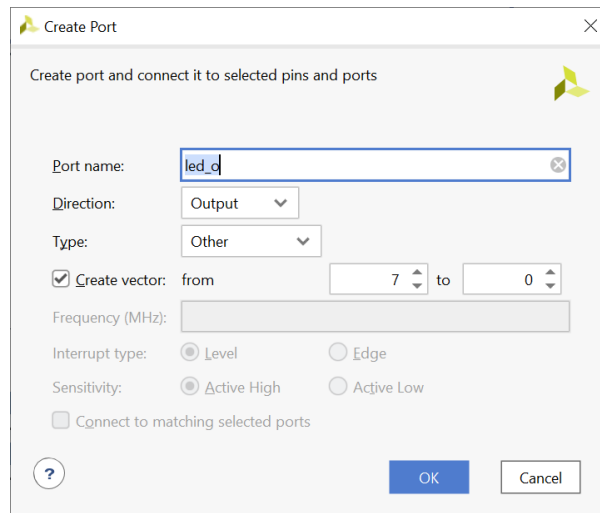 Create Port
Create port and connect it to selected pins and ports
Port name: led_o
Direction: Output
Type: Other
Create vector: from 7 to 0
Frequency (MHz):
Interrupt type: Level Edge
Sensitivity: Active High Active Low
Connect to matching selected ports
? OK Cancel